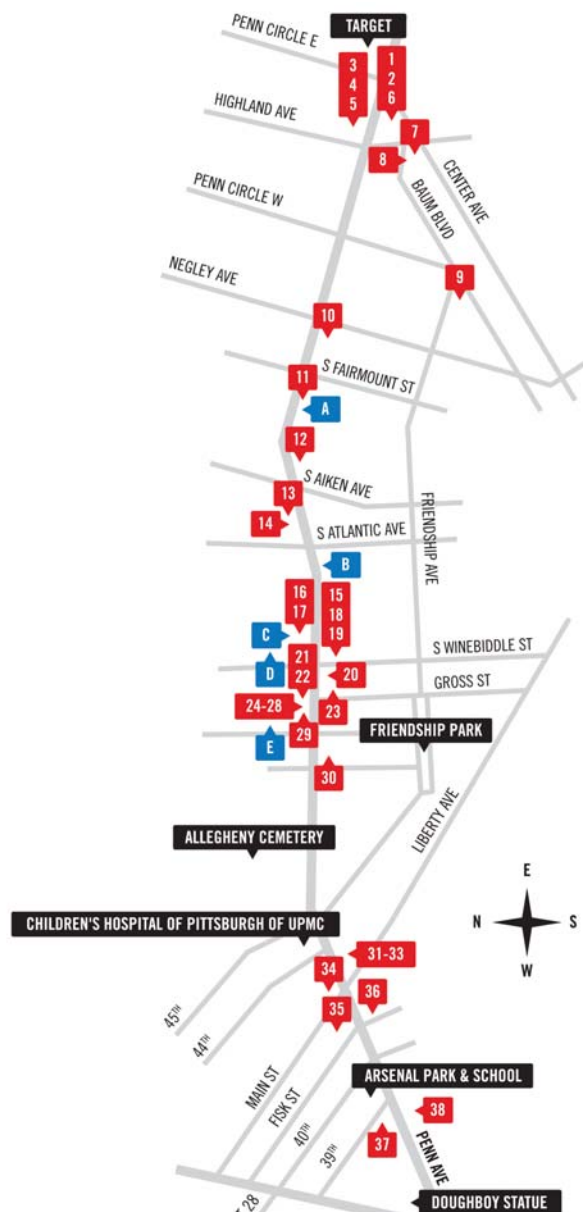 TARGET
PENN CIRCLE E
3
4
5
1
2
6
HIGHLAND AVE
7
8
CENTER AVE
BAUM BLVD
PENN CIRCLE W
9
NEGLEY AVE
10
11
S FAIRMOUNT ST
A
12
S AIKEN AVE
13
14
S ATLANTIC AVE
FRIENDSHIP AVE
B
16
17
15
18
19
C
S WINEBIDDLE ST
D
21
22
20
GROSS ST
24-28
23
29
FRIENDSHIP PARK
E
30
LIBERTY AVE
ALLEGHENY CEMETERY
E
N
S
W
CHILDREN'S HOSPITAL OF PITTSBURGH OF UPMC
31-33
34
36
35
45TH
44TH
MAIN ST
FISK ST
40TH
39TH
ARSENAL PARK & SCHOOL
38
37
PENN AVE
28
DOUGHBOY STATUE